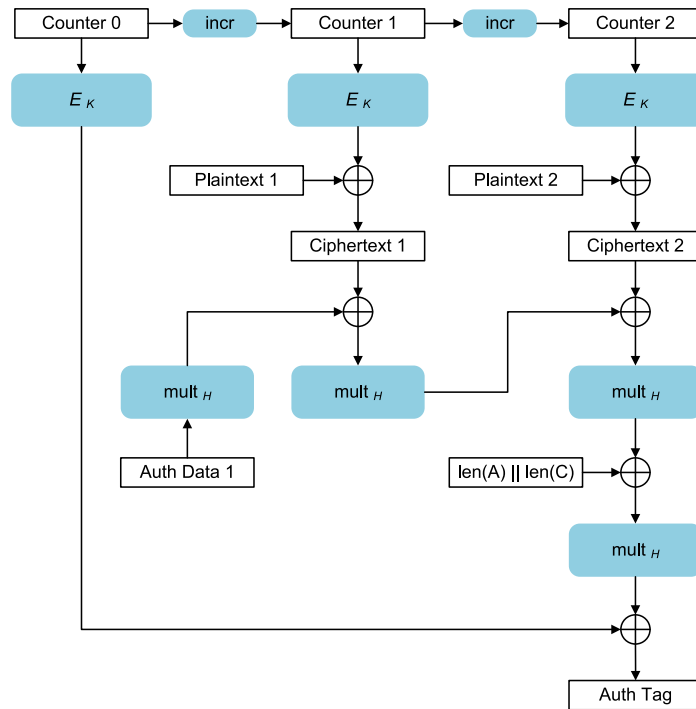 Counter 0
incr
Counter 1
incr
Counter 2
E K
E K
E K
Plaintext 1
Plaintext 2
Ciphertext 1
Ciphertext 2
mult H
mult H
mult H
Auth Data 1
len(A) || len(C)
mult H
Auth Tag